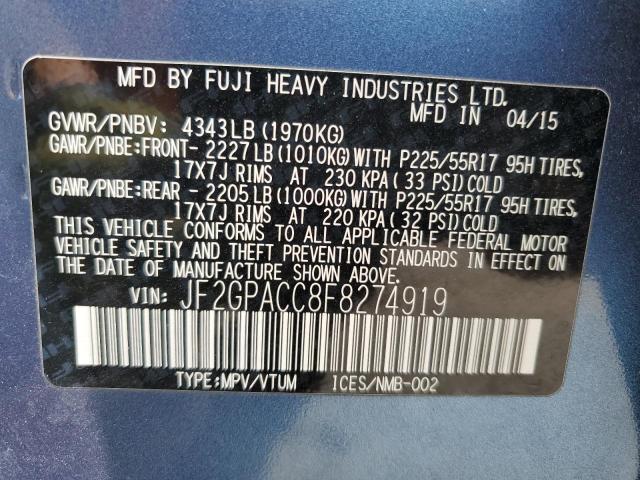 MFD BY FUJI HEAVY INDUSTRIES LTD.
MFD IN 04/15
GVWR/PNBV: 4343LB (1970KG)
GAWR/PNBE:FRONT- 2227LB (1010KG) WITH P225/55R17 95H TIRES,
17X7J RIMS AT 230 KPA (33 PSI) COLD
GAWR/PNBE:REAR - 2205LB (1000KG) WITH P225/55R17 95H TIRES,
17X7J RIMS AT 220 KPA (32 PSI) COLD
THIS VEHICLE CONFORMS TO ALL APPLICABLE FEDERAL MOTOR
VEHICLE SAFETY AND THEFT PREVENTION STANDARDS IN EFFECT
ON THE DATE OF MANUFACTURE SHOWN ABOVE.
VIN: JF2GPACC8F8274919
TYPE:MPV/VTUM ICES/NMB-002